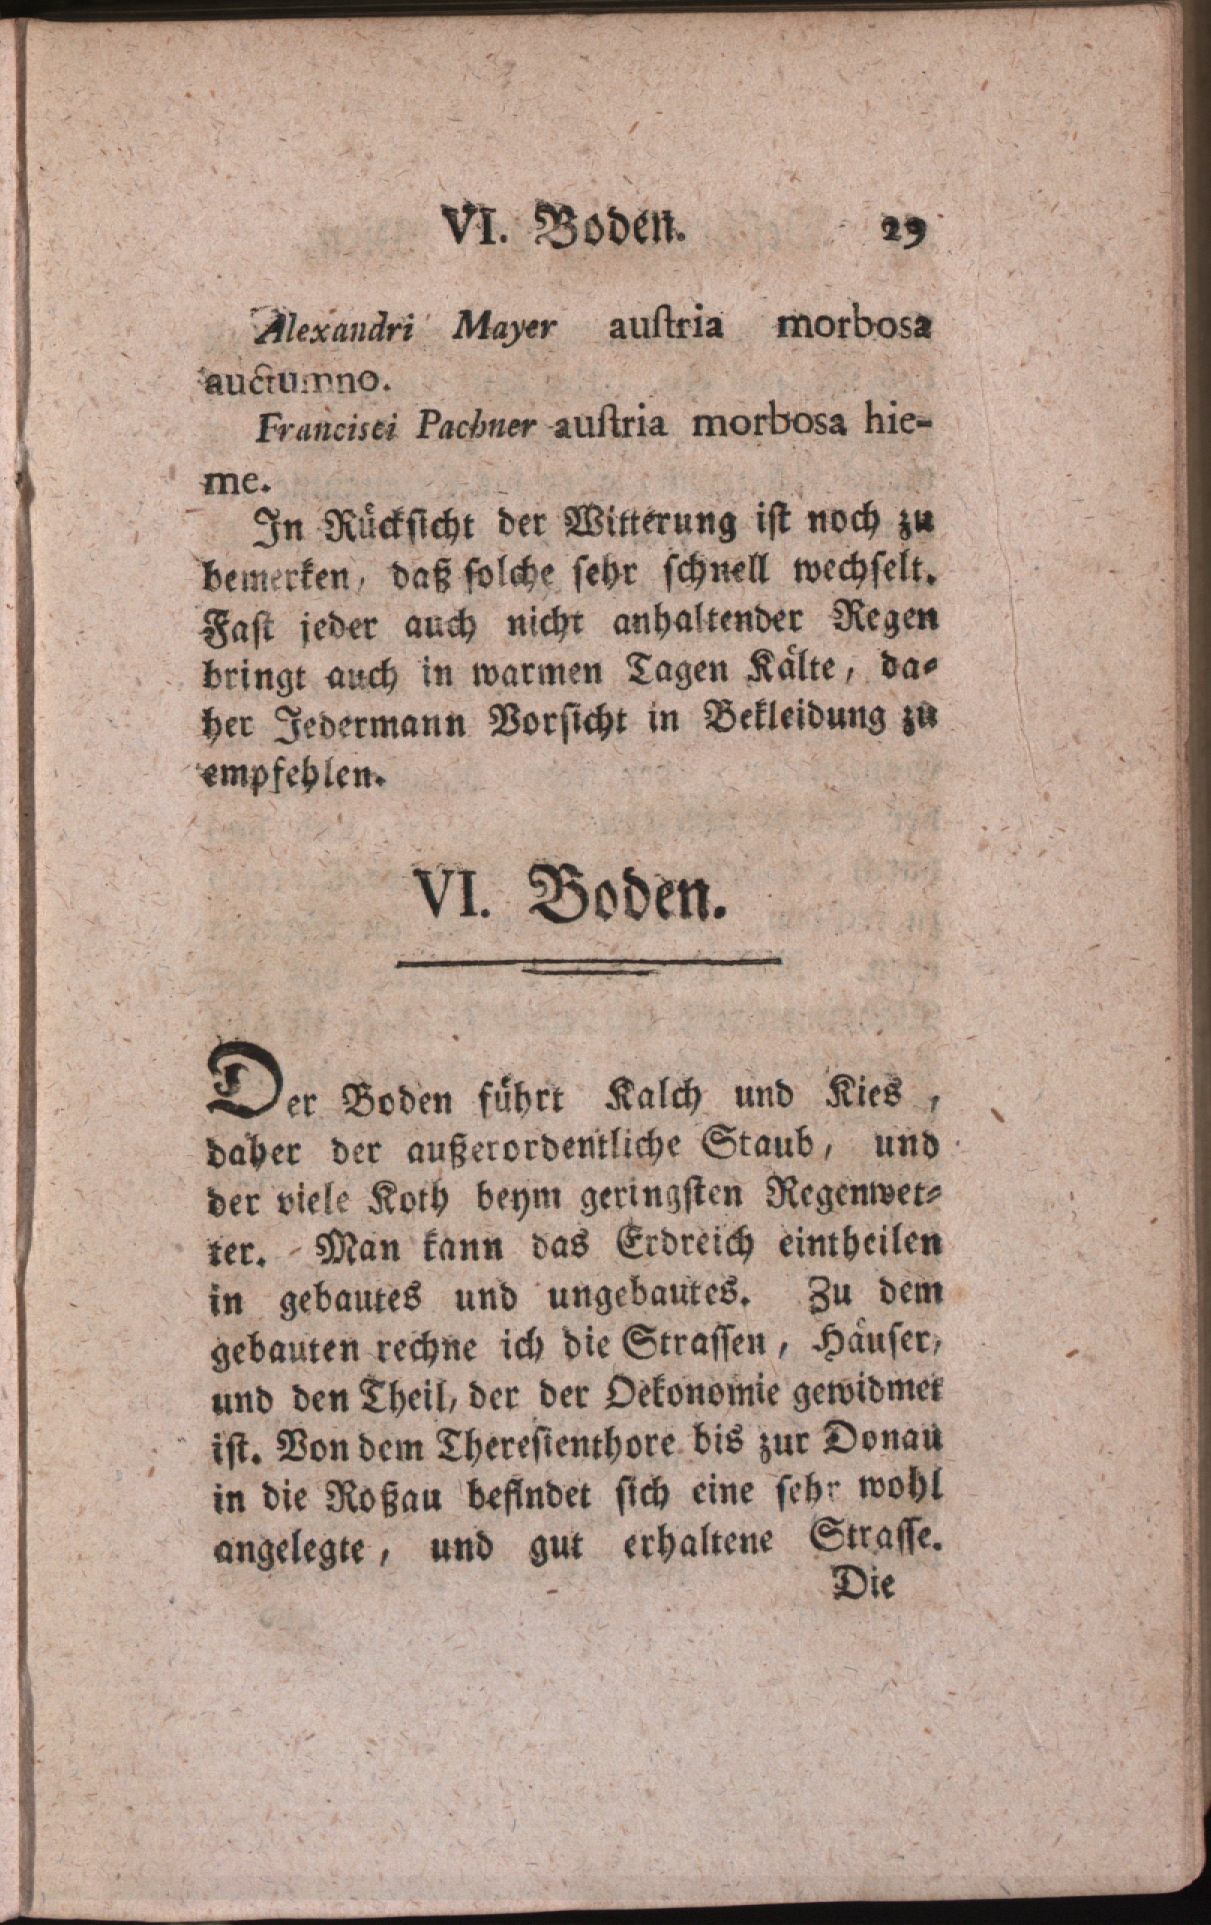 VI. Boden. 29
Alexandri Mayer auſtria morbosa
auctumno.
Francisci Pachner auſtria morbosa hie-
me.
In Rückſicht der Witterung iſt noch zu
bemerken, daß ſolche ſehr ſchnell wechſelt.
Faſt jeder auch nicht anhaltender Regen
bringt auch in warmen Tagen Kälte, da-
her Jedermann Vorſicht in Bekleidung zu
empfehlen.
VI. Boden.
Der Boden führt Kalch und Kies,
daher der außerordentliche Staub, und
der viele Koth beym geringſten Regenwet-
ter. Man kann das Erdreich eintheilen
in gebautes und ungebautes. Zu dem
gebauten rechne ich die Straſſen, Häuſer,
und den Theil, der der Oekonomie gewidmet
iſt. Von dem Thereſienthore bis zur Donau
in die Roßau befindet ſich eine ſehr wohl
angelegte, und gut erhaltene Straſſe.
Die